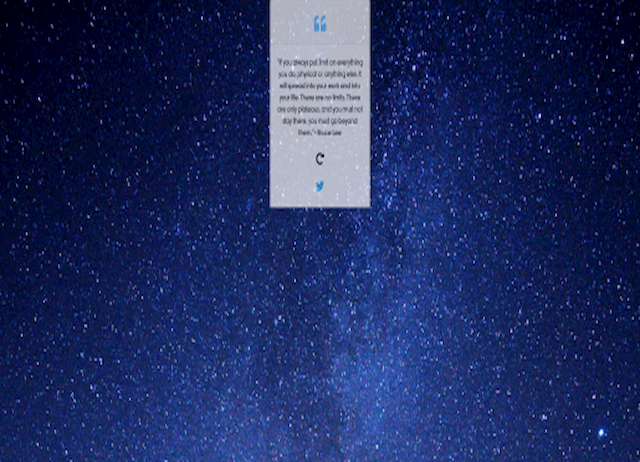 "If you always put limit on everything
you do, physical or anything else. It
will spread into your work and into
your life. There are no limits. There
are only plateaus, and you must not
stay there, you must go beyond
them."- Bruce Lee